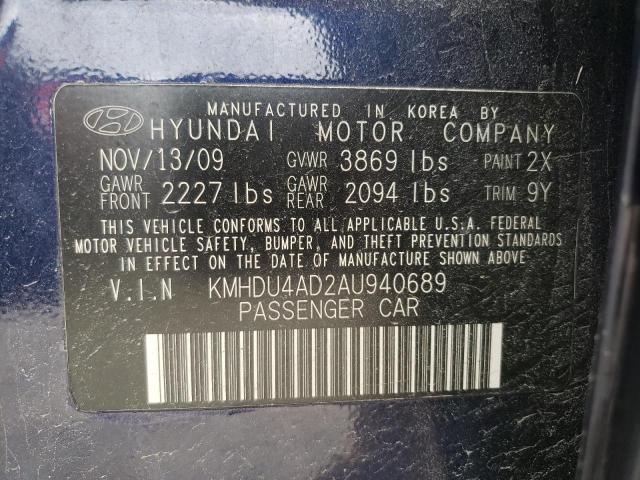 MANUFACTURED IN KOREA BY
HYUNDAI MOTOR COMPANY
NOV/13/09 GVWR 3869 lbs PAINT 2X
GAWR FRONT 2227 lbs GAWR REAR 2094 lbs TRIM 9Y
THIS VEHICLE CONFORMS TO ALL APPLICABLE U.S.A. FEDERAL
MOTOR VEHICLE SAFETY, BUMPER, AND THEFT PREVENTION STANDARDS
IN EFFECT ON THE DATE OF MANUFACTURE SHOWN ABOVE.
V.I.N KMHDU4AD2AU940689
PASSENGER CAR